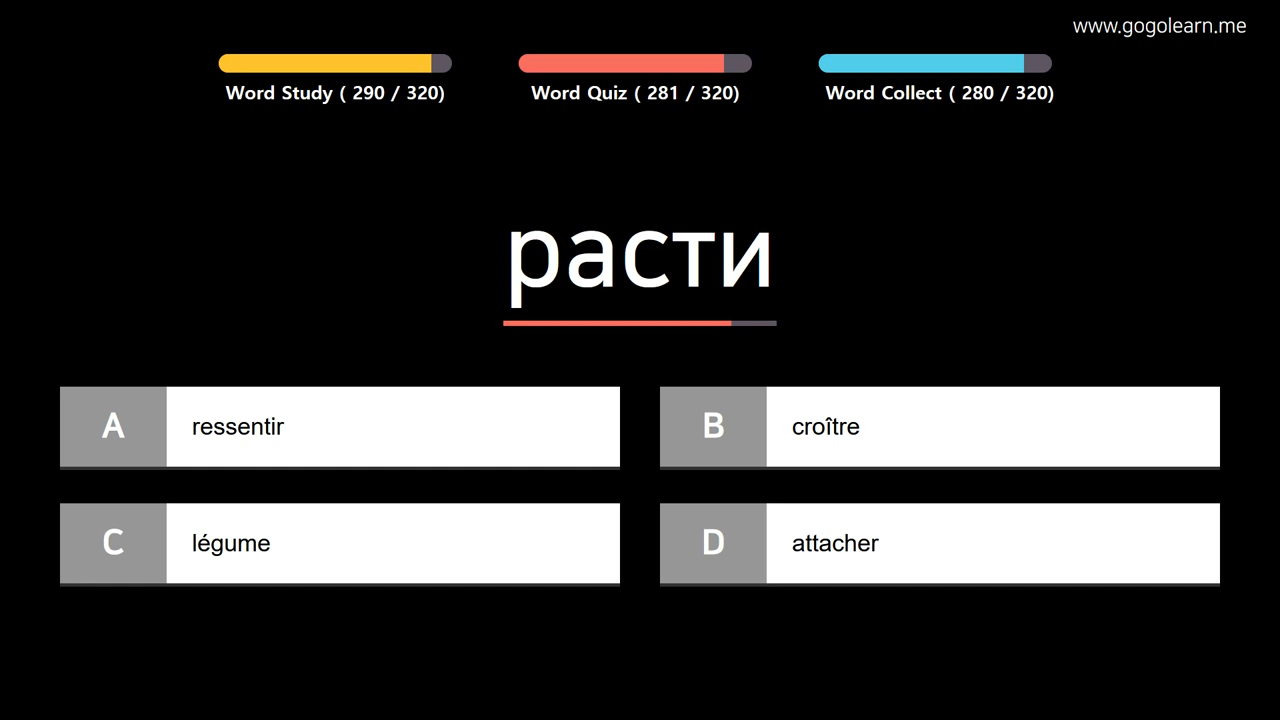 www.gogolearn.me
Word Study ( 290 / 320)
Word Quiz ( 281 / 320)
Word Collect ( 280 / 320)
расти
A ressentir
B croître
C légume
D attacher